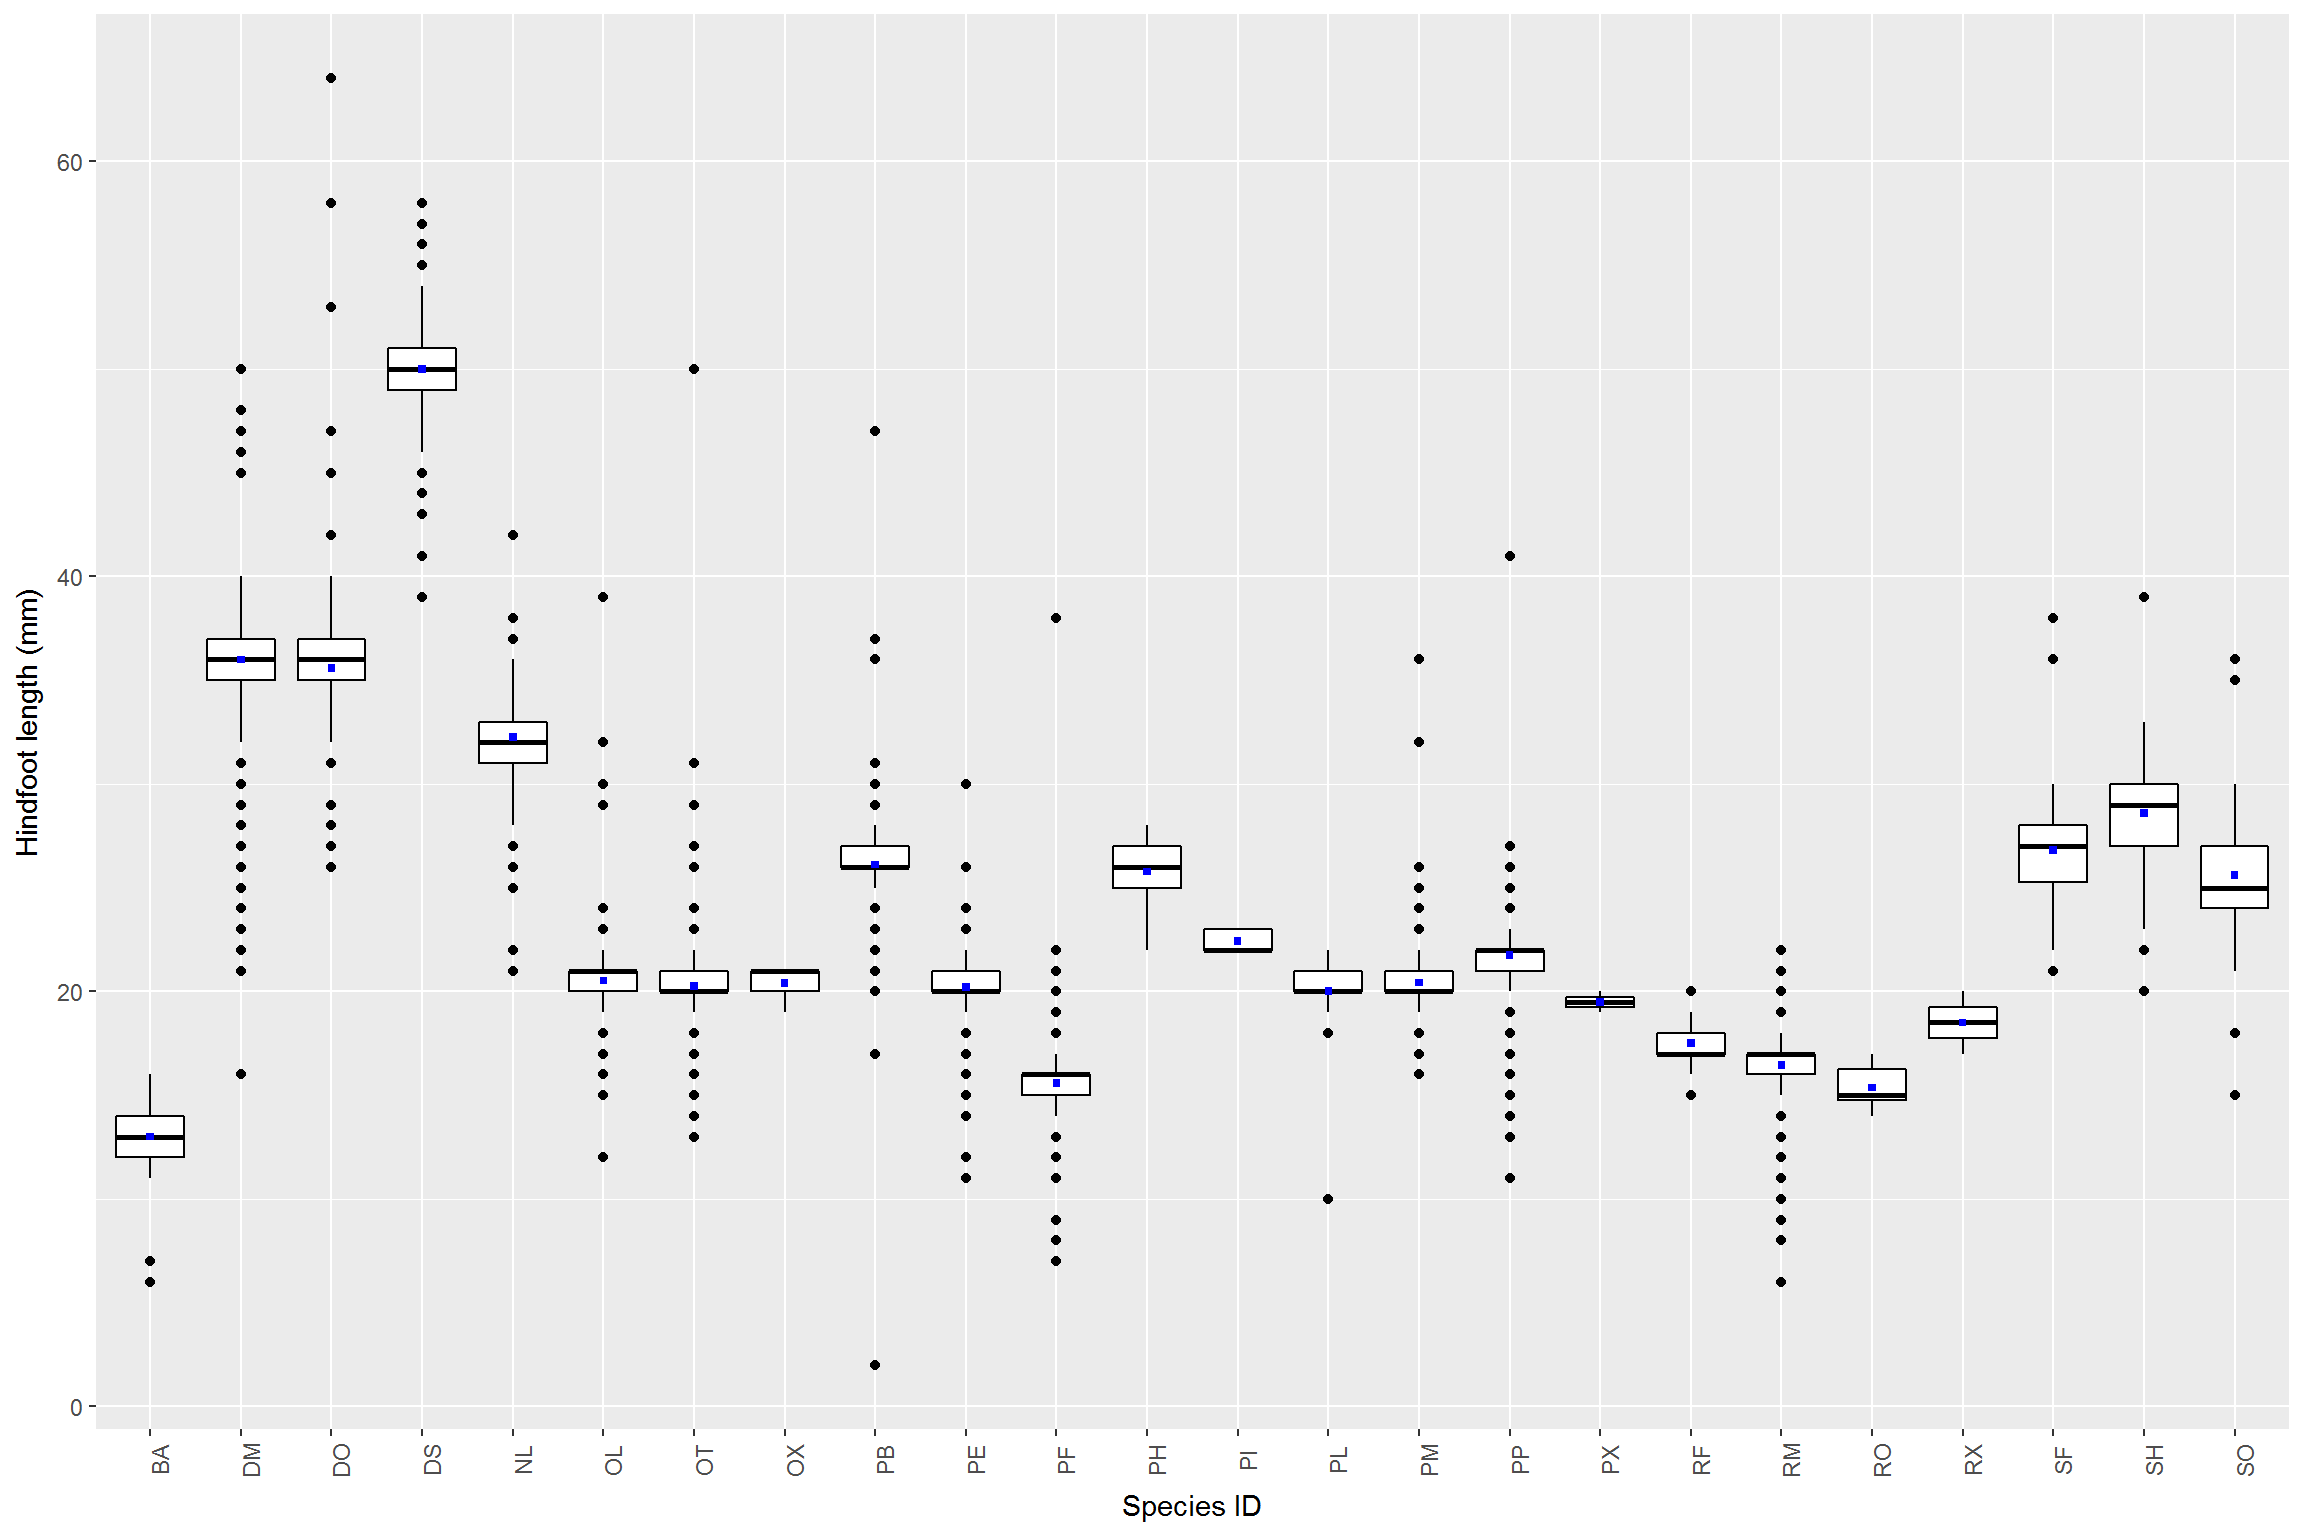 Hindfoot length (mm)
60
40
20
0
BA DM DO DS NL OL OT OX PB PE PF PH PI PL PM PP PX RF RM RO RX SF SH SO
Species ID